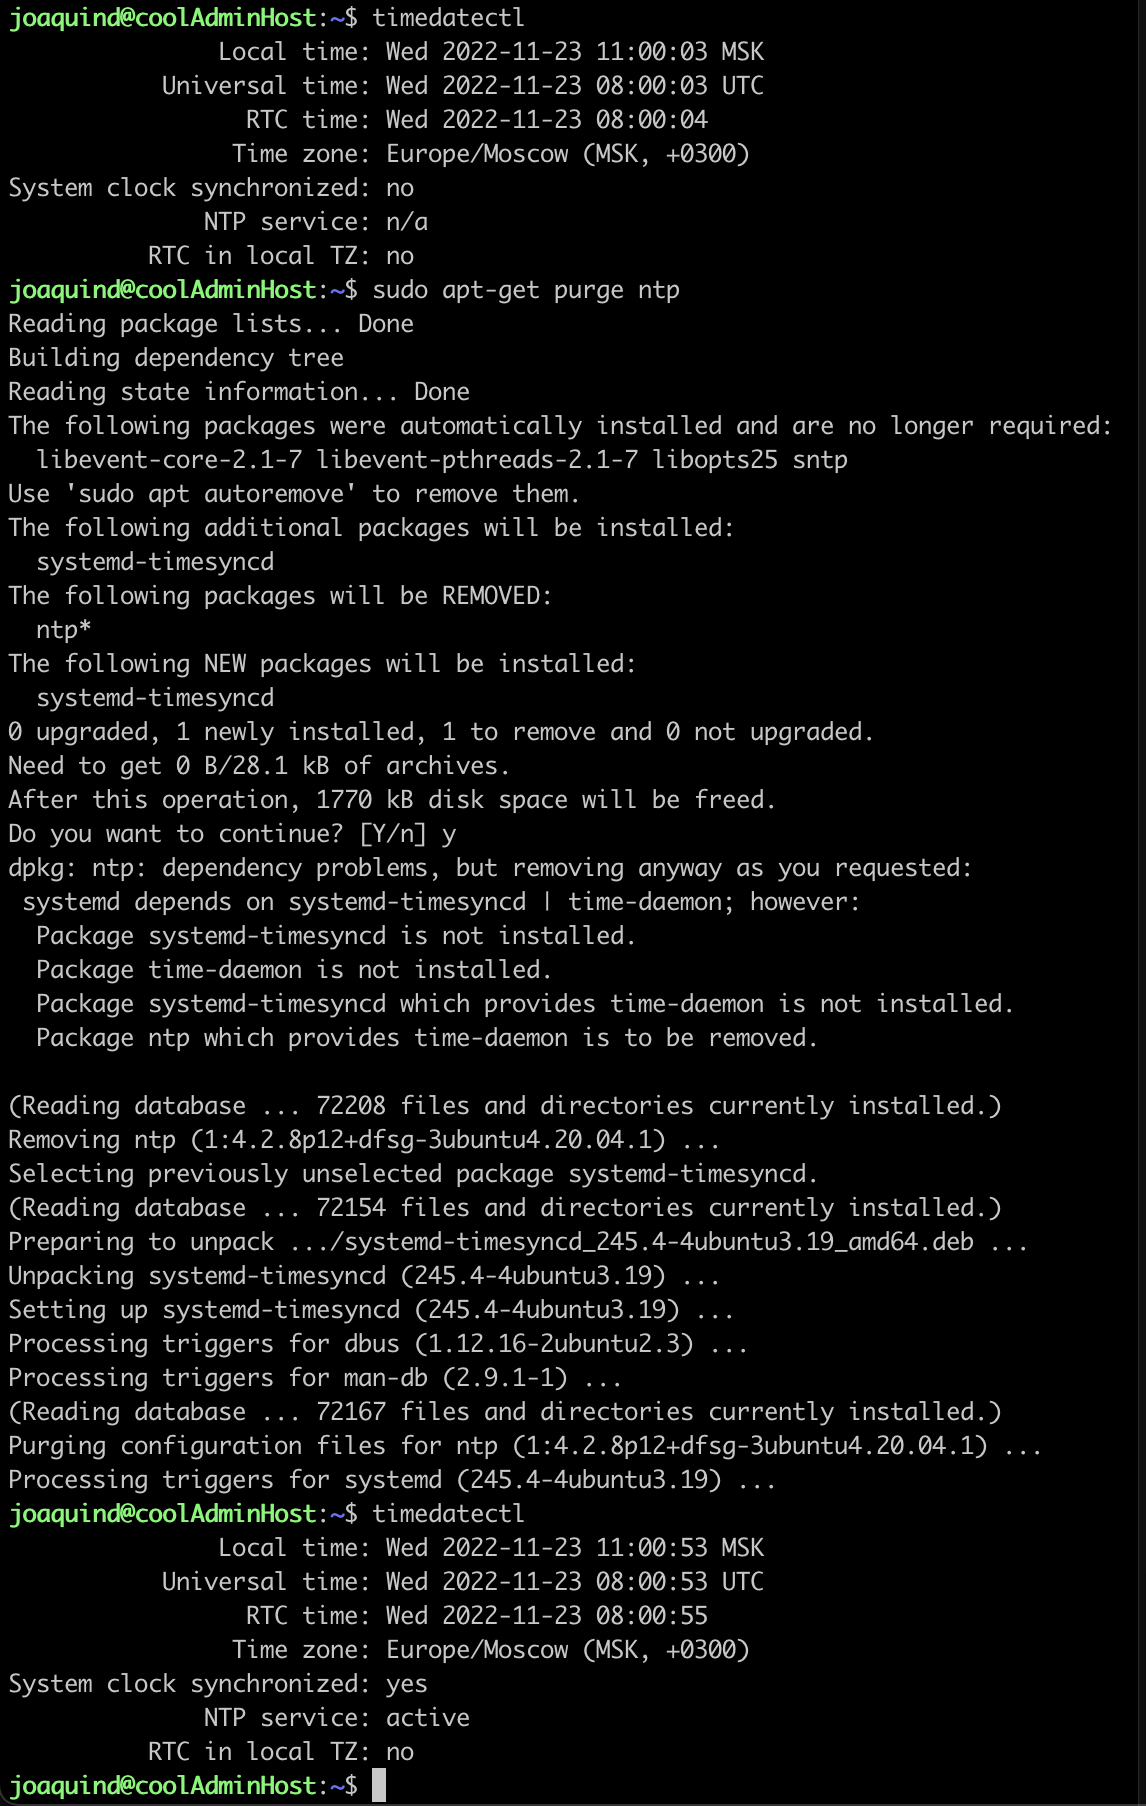 joaquind@coolAdminHost:~$ timedatectl
               Local time: Wed 2022-11-23 11:00:03 MSK
           Universal time: Wed 2022-11-23 08:00:03 UTC
                 RTC time: Wed 2022-11-23 08:00:04
                Time zone: Europe/Moscow (MSK, +0300)
System clock synchronized: no
              NTP service: n/a
          RTC in local TZ: no
joaquind@coolAdminHost:~$ sudo apt-get purge ntp
Reading package lists... Done
Building dependency tree
Reading state information... Done
The following packages were automatically installed and are no longer required:
  libevent-core-2.1-7 libevent-pthreads-2.1-7 libopts25 sntp
Use 'sudo apt autoremove' to remove them.
The following additional packages will be installed:
  systemd-timesyncd
The following packages will be REMOVED:
  ntp*
The following NEW packages will be installed:
  systemd-timesyncd
0 upgraded, 1 newly installed, 1 to remove and 0 not upgraded.
Need to get 0 B/28.1 kB of archives.
After this operation, 1770 kB disk space will be freed.
Do you want to continue? [Y/n] y
dpkg: ntp: dependency problems, but removing anyway as you requested:
 systemd depends on systemd-timesyncd | time-daemon; however:
  Package systemd-timesyncd is not installed.
  Package time-daemon is not installed.
  Package systemd-timesyncd which provides time-daemon is not installed.
  Package ntp which provides time-daemon is to be removed.

(Reading database ... 72208 files and directories currently installed.)
Removing ntp (1:4.2.8p12+dfsg-3ubuntu4.20.04.1) ...
Selecting previously unselected package systemd-timesyncd.
(Reading database ... 72154 files and directories currently installed.)
Preparing to unpack .../systemd-timesyncd_245.4-4ubuntu3.19_amd64.deb ...
Unpacking systemd-timesyncd (245.4-4ubuntu3.19) ...
Setting up systemd-timesyncd (245.4-4ubuntu3.19) ...
Processing triggers for dbus (1.12.16-2ubuntu2.3) ...
Processing triggers for man-db (2.9.1-1) ...
(Reading database ... 72167 files and directories currently installed.)
Purging configuration files for ntp (1:4.2.8p12+dfsg-3ubuntu4.20.04.1) ...
Processing triggers for systemd (245.4-4ubuntu3.19) ...
joaquind@coolAdminHost:~$ timedatectl
               Local time: Wed 2022-11-23 11:00:53 MSK
           Universal time: Wed 2022-11-23 08:00:53 UTC
                 RTC time: Wed 2022-11-23 08:00:55
                Time zone: Europe/Moscow (MSK, +0300)
System clock synchronized: yes
              NTP service: active
          RTC in local TZ: no
joaquind@coolAdminHost:~$